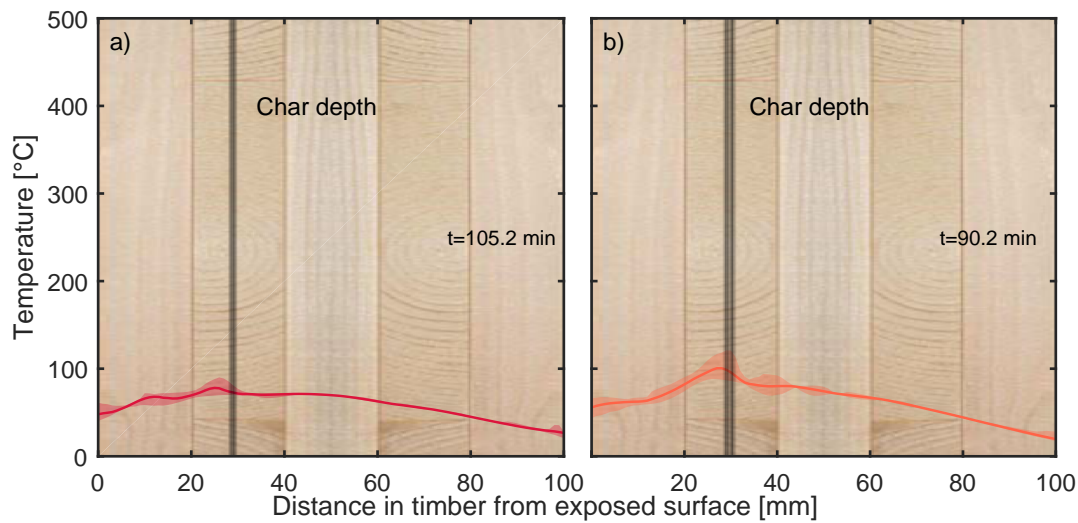 500
400
300
200
100
0
Temperature [°C]
a)
Char depth
t=105.2 min
0
20
40
60
80
100
b)
Char depth
t=90.2 min
20
40
60
80
100
Distance in timber from exposed surface [mm]